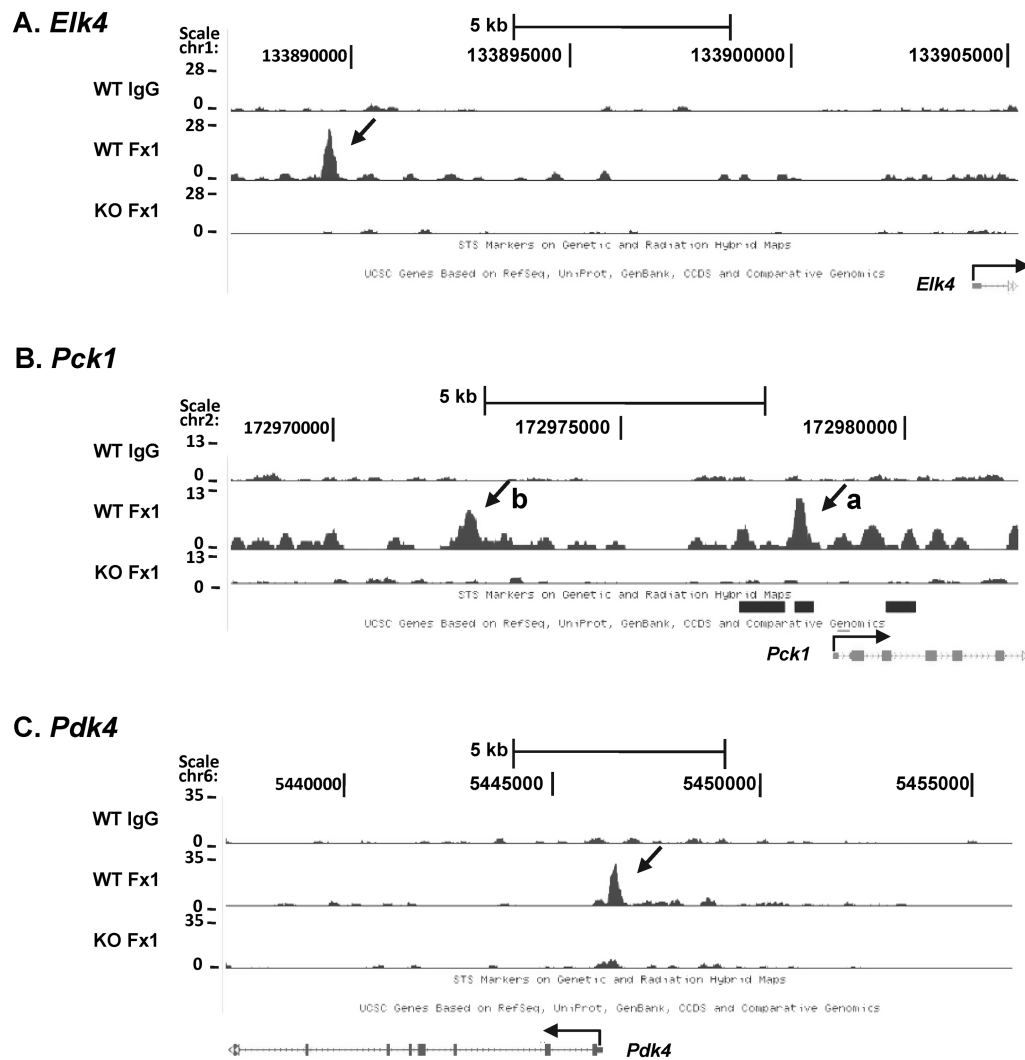 A. Elk4
Scale
chr1:
5 kb
133890000
133895000
133900000
133905000
28
WT IgG
0
28
WT Fx1
0
28
KO Fx1
0
STS Markers on Genetic and Radiation Hybrid Maps
UCSC Genes Based on RefSeq, UniProt, GenBank, CCDS and Comparative Genomics
Elk4
B. Pck1
Scale
chr2:
5 kb
172970000
172975000
172980000
13
WT IgG
0
13
b
a
WT Fx1
0
13
KO Fx1
0
STS Markers on Genetic and Radiation Hybrid Maps
UCSC Genes Based on RefSeq, UniProt, GenBank, CCDS and Comparative Genomics
Pck1
C. Pdk4
Scale
chr6:
5 kb
5440000
5445000
5450000
5455000
35
WT IgG
0
35
WT Fx1
0
35
KO Fx1
0
STS Markers on Genetic and Radiation Hybrid Maps
UCSC Genes Based on RefSeq, UniProt, GenBank, CCDS and Comparative Genomics
Pdk4